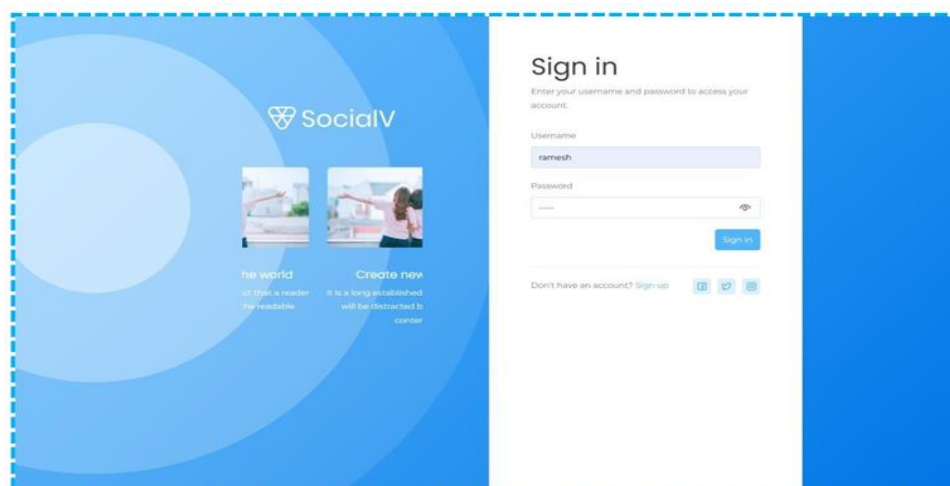 SocialV
he world
ct that a reader
the readable
Create new
It is a long established
will be distracted b
conter
Sign in
Enter your username and password to access your
account.
Username
ramesh
Password
Sign in
Don't have an account? Sign up